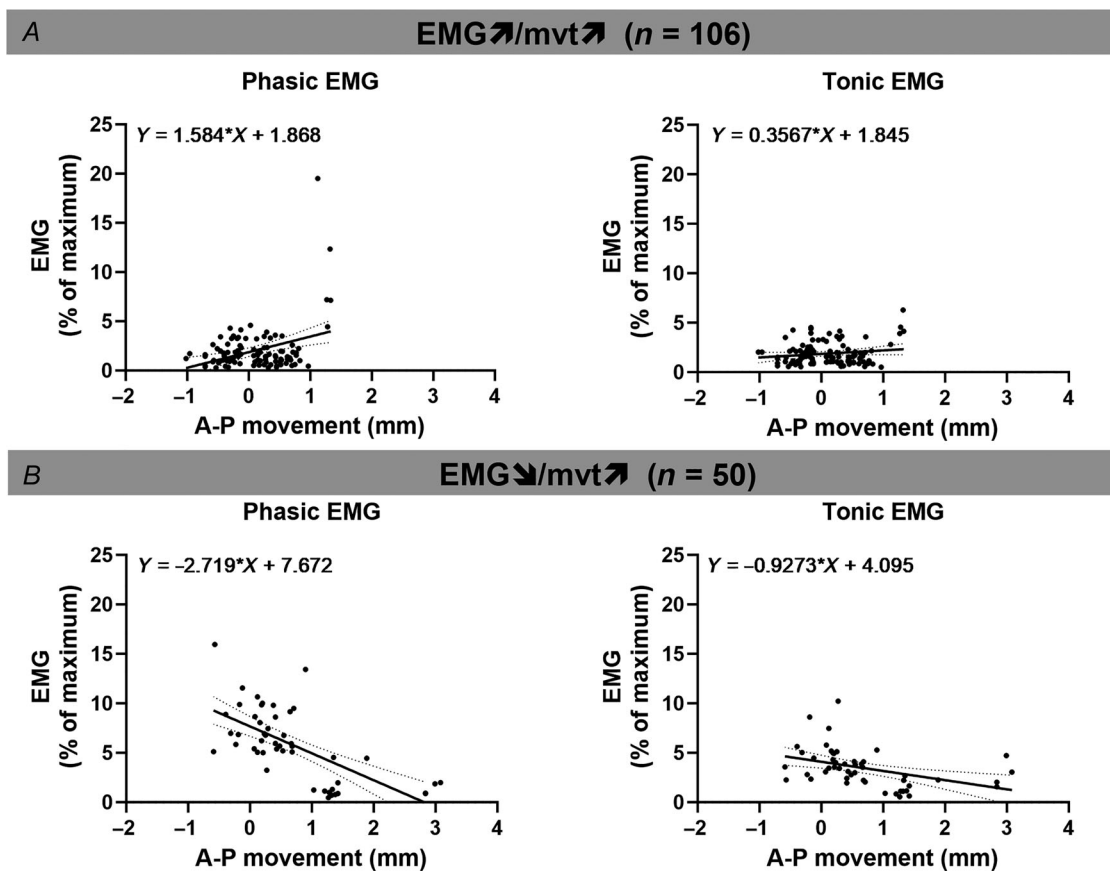 A
EMG↗/mvt↗ (n = 106)
Phasic EMG
Y = 1.584*X + 1.868
EMG
(% of maximum)
25
20
15
10
5
0
–2 –1 0 1 2 3 4
A-P movement (mm)
Tonic EMG
Y = 0.3567*X + 1.845
EMG
(% of maximum)
25
20
15
10
5
0
–2 –1 0 1 2 3 4
A-P movement (mm)
B
EMG↘/mvt↗ (n = 50)
Phasic EMG
Y = –2.719*X + 7.672
EMG
(% of maximum)
25
20
15
10
5
0
–2 –1 0 1 2 3 4
A-P movement (mm)
Tonic EMG
Y = –0.9273*X + 4.095
EMG
(% of maximum)
25
20
15
10
5
0
–2 –1 0 1 2 3 4
A-P movement (mm)